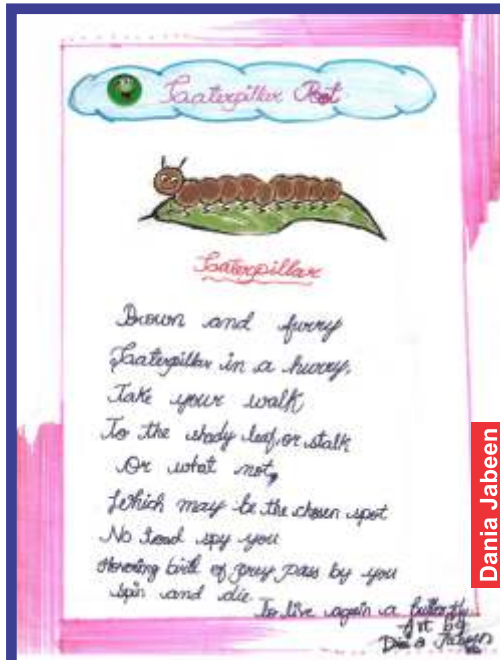 Caterpillar Poet
Caterpillar
Brown and furry
Caterpillar in a hurry,
Take your walk
To the shady leaf, or stalk
Or what not,
Which may be the chosen spot
No toad spy you
Hovering bird of prey pass by you
Spin and die
To live again a butterfly.
Art by
Dania Jabeen
Dania Jabeen